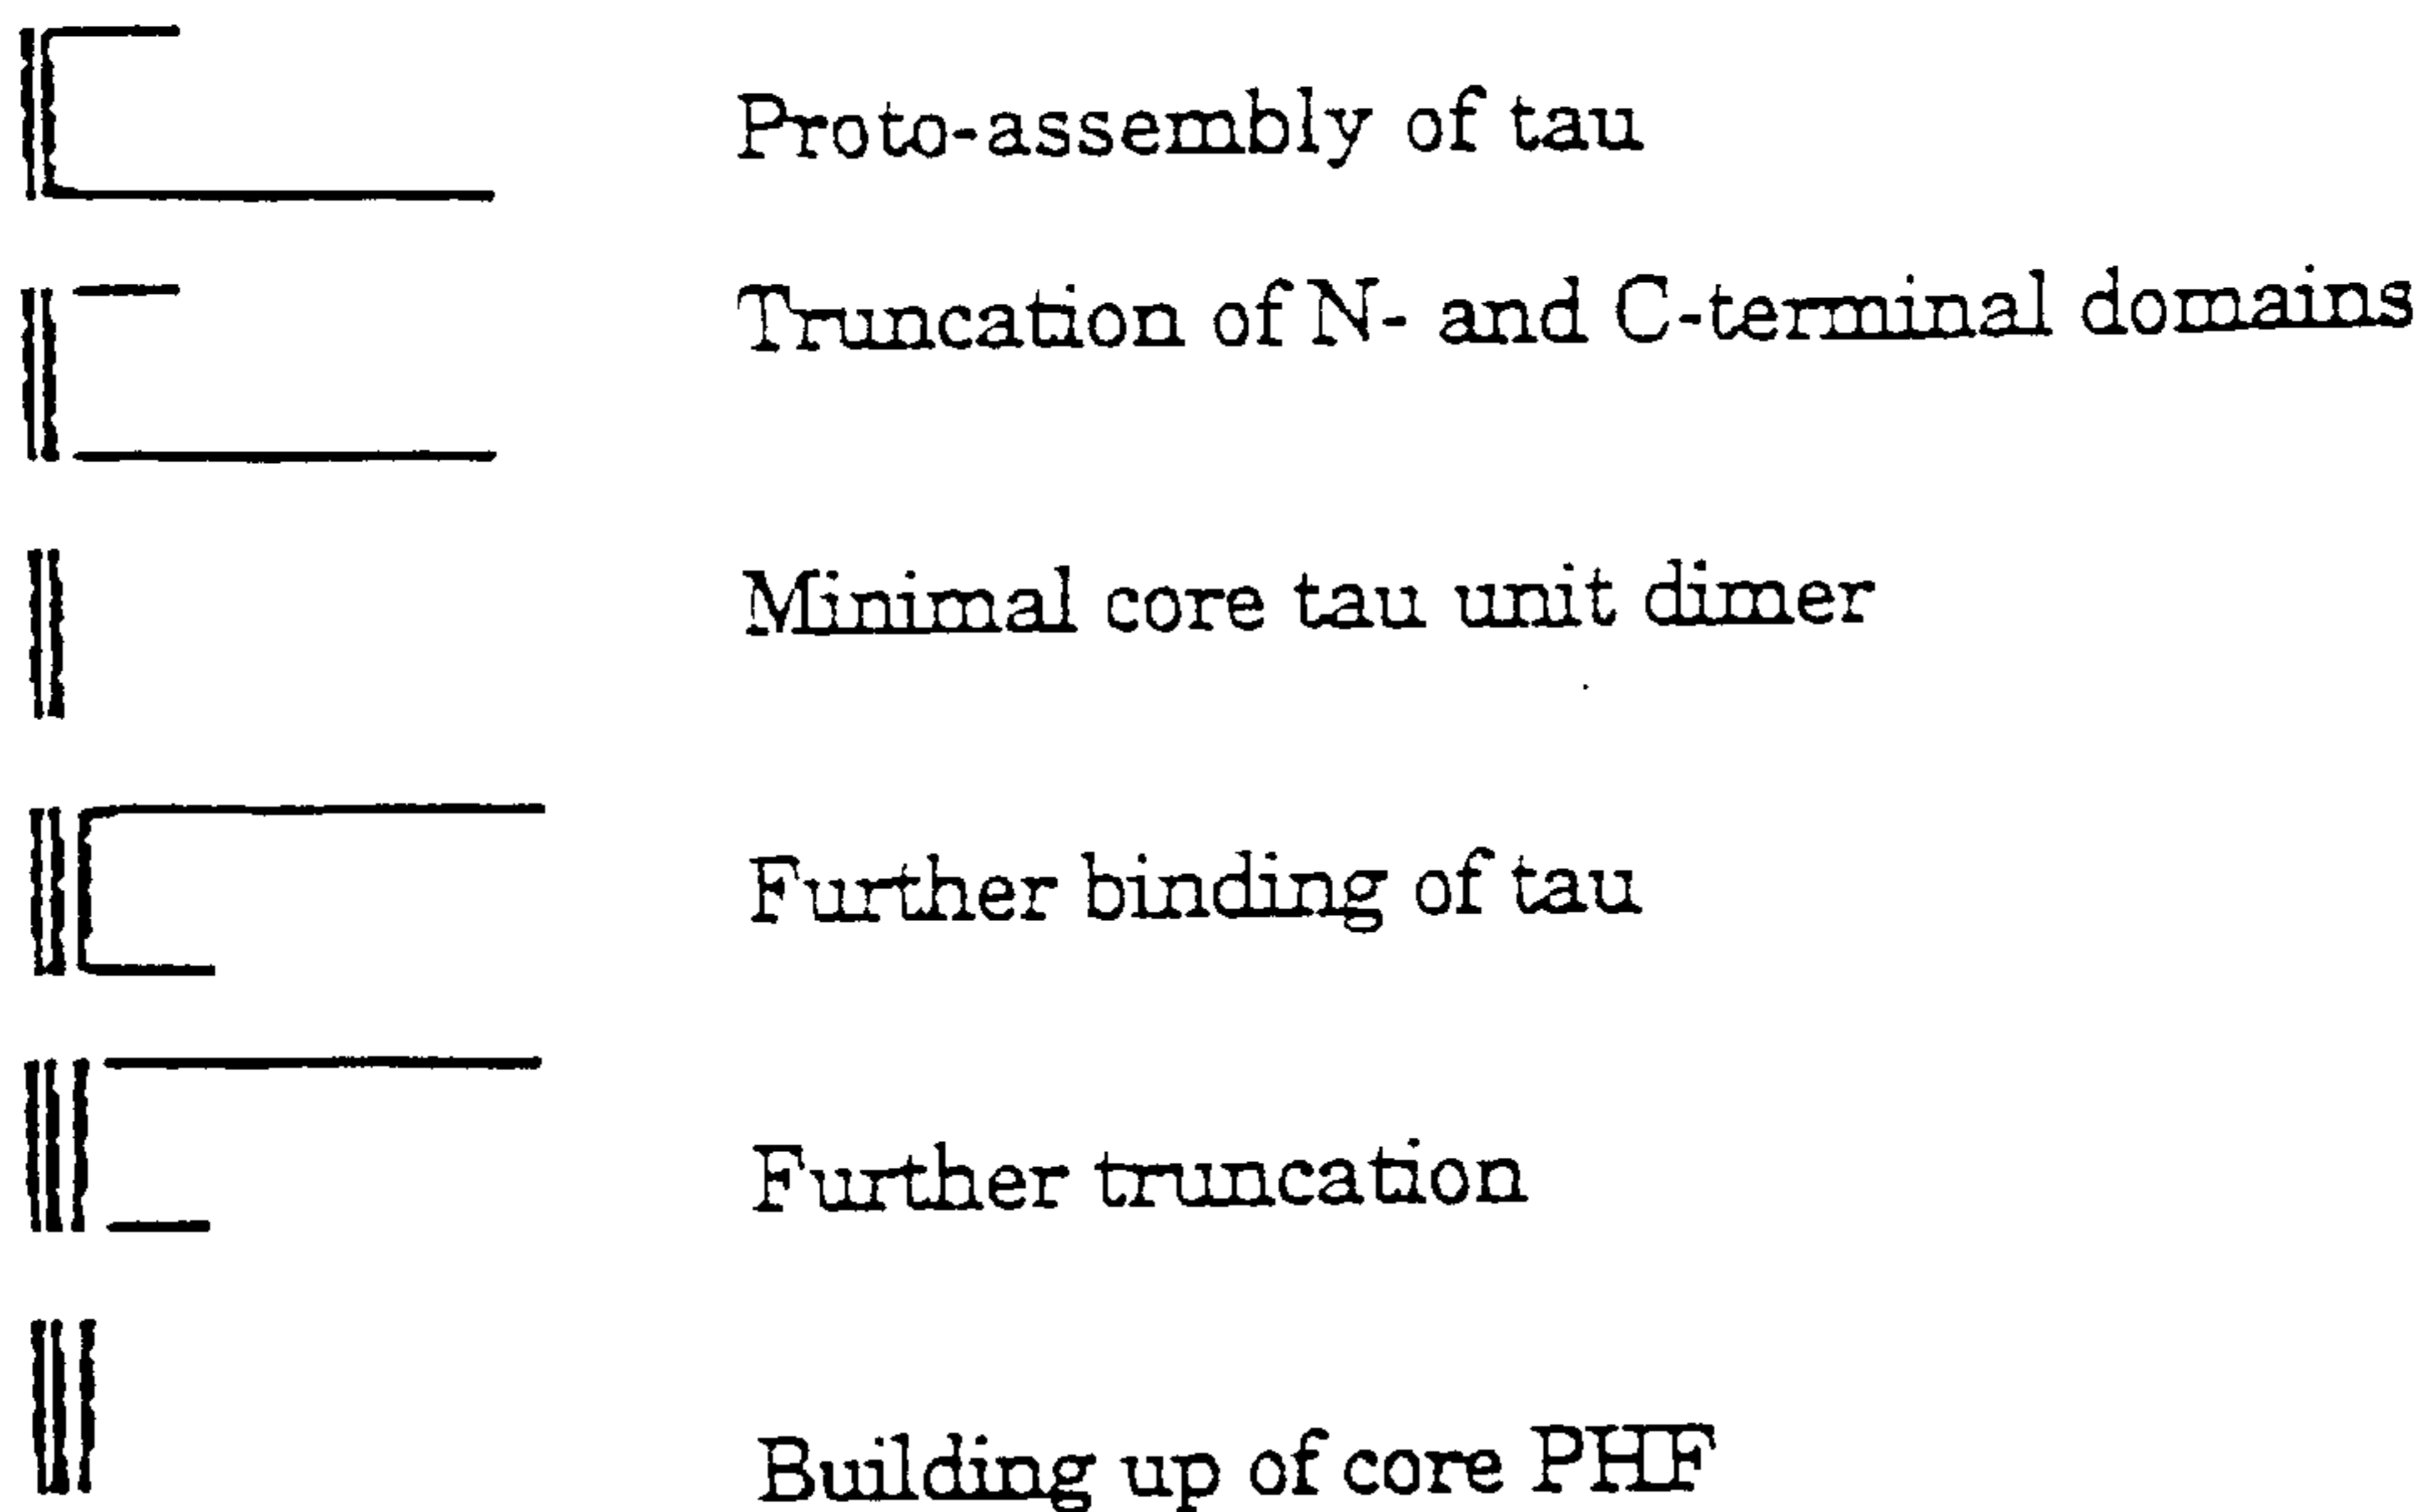 Proto-assembly of tau
Truncation of N- and C-terminal domains
Minimal core tau unit dimer
Further binding of tau
Further truncation
Building up of core PHF